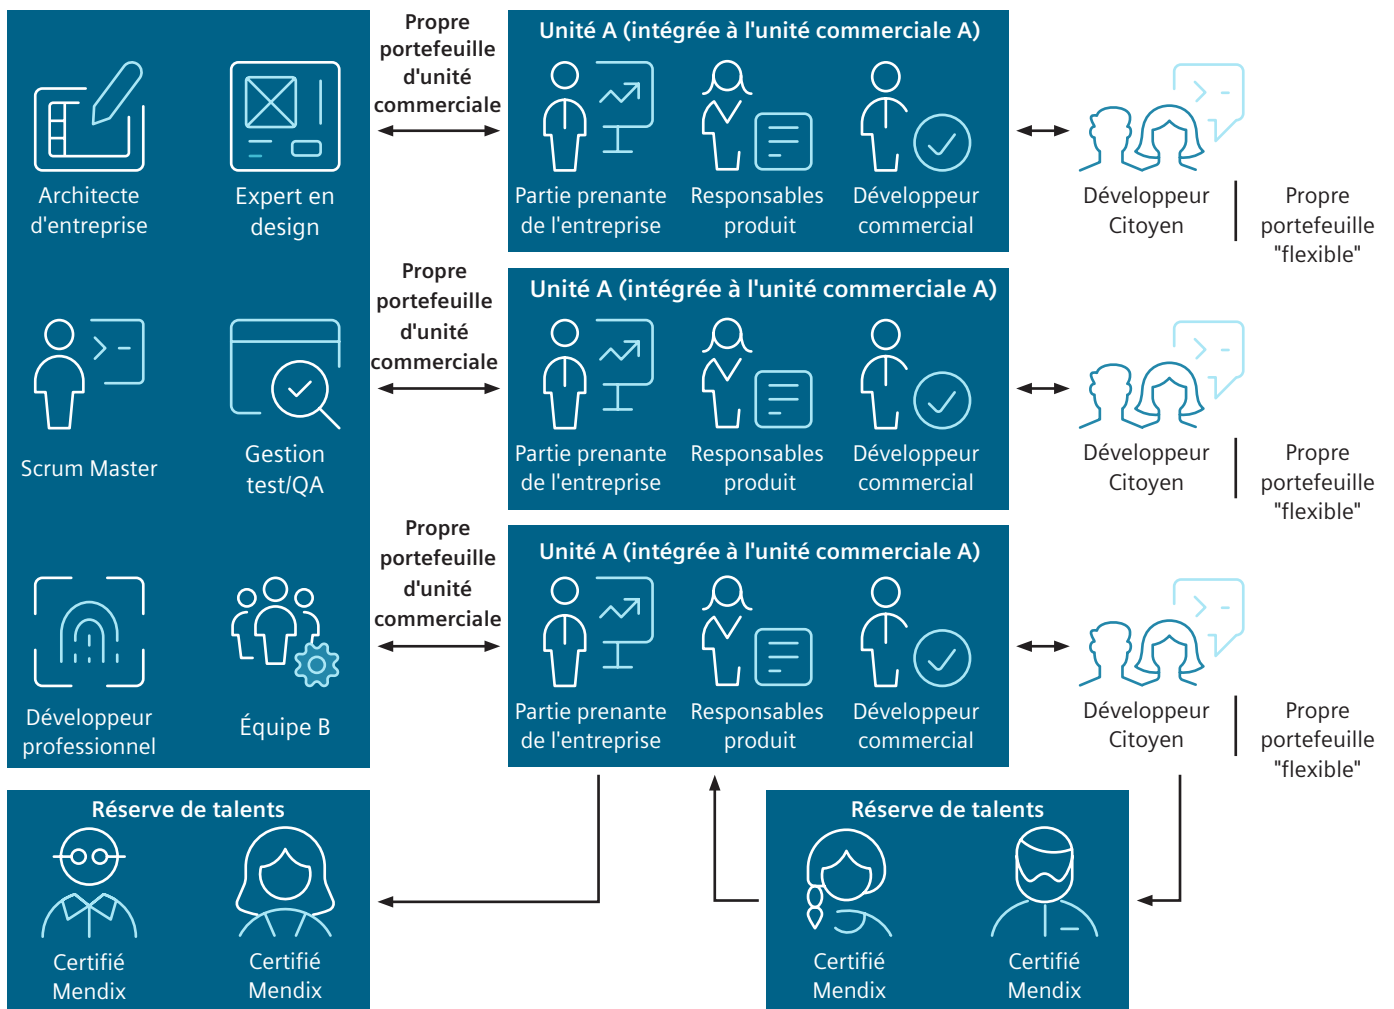 Architecte
d'entreprise
Expert en
design
Scrum Master
Gestion
test/QA
Développeur
professionnel
Équipe B
Propre
portefeuille
d'unité
commerciale
Unité A (intégrée à l'unité commerciale A)
Partie prenante
de l'entreprise
Responsables
produit
Développeur
commercial
Développeur
Citoyen
Propre
portefeuille
"flexible"
Propre
portefeuille
d'unité
commerciale
Unité A (intégrée à l'unité commerciale A)
Partie prenante
de l'entreprise
Responsables
produit
Développeur
commercial
Développeur
Citoyen
Propre
portefeuille
"flexible"
Propre
portefeuille
d'unité
commerciale
Unité A (intégrée à l'unité commerciale A)
Partie prenante
de l'entreprise
Responsables
produit
Développeur
commercial
Développeur
Citoyen
Propre
portefeuille
"flexible"
Réserve de talents
Certifié
Mendix
Certifié
Mendix
Réserve de talents
Certifié
Mendix
Certifié
Mendix